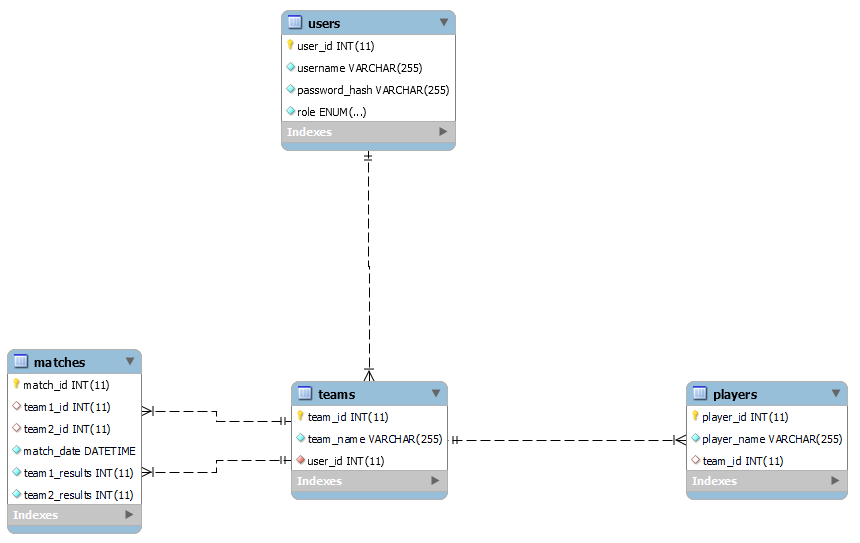 users
user_id INT(11)
username VARCHAR(255)
password_hash VARCHAR(255)
role ENUM(...)
Indexes
matches
match_id INT(11)
team1_id INT(11)
team2_id INT(11)
match_date DATETIME
team1_results INT(11)
team2_results INT(11)
Indexes
teams
team_id INT(11)
team_name VARCHAR(255)
user_id INT(11)
Indexes
players
player_id INT(11)
player_name VARCHAR(255)
team_id INT(11)
Indexes